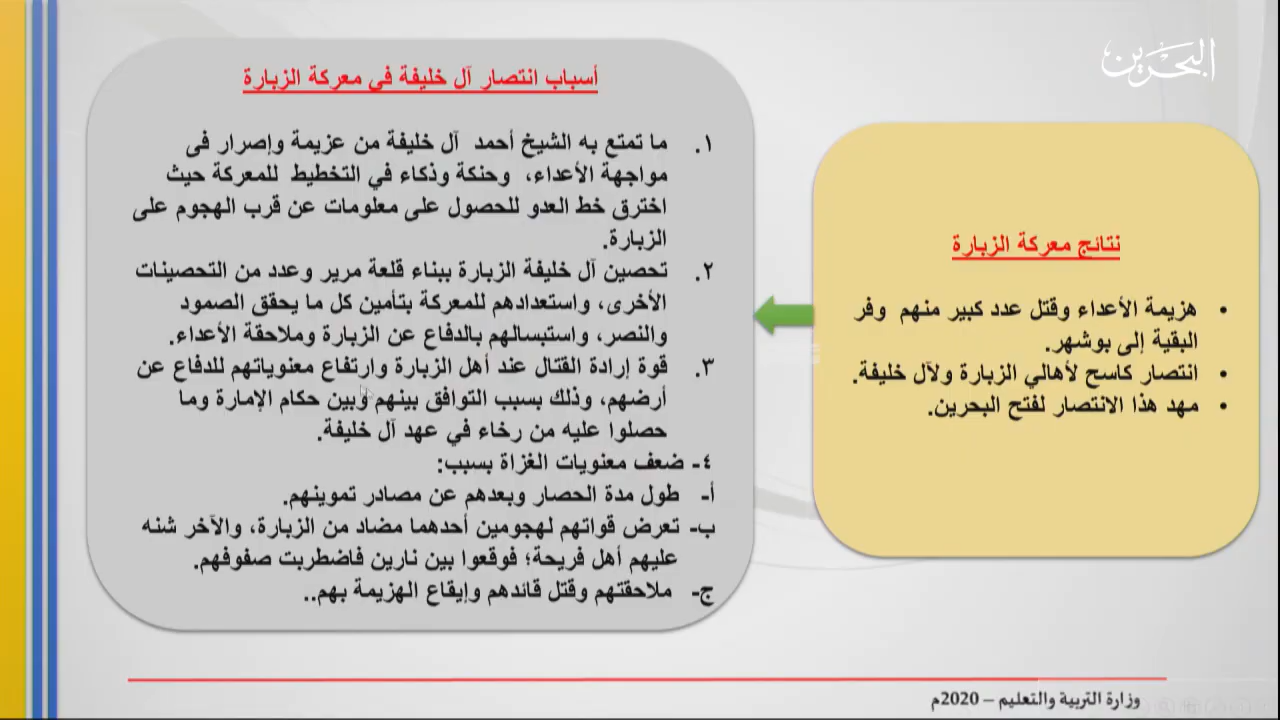 البحرين
نتائج معركة الزبارة
• هزيمة الأعداء وقتل عدد كبير منهم وفر
البقية إلى بوشهر.
• انتصار كاسح لأهالي الزبارة ولآل خليفة.
• مهد هذا الانتصار لفتح البحرين.
أسباب انتصار آل خليفة في معركة الزبارة
١. ما تمتع به الشيخ أحمد آل خليفة من عزيمة وإصرار فى
مواجهة الأعداء، وحنكة وذكاء في التخطيط للمعركة حيث
اخترق خط العدو للحصول على معلومات عن قرب الهجوم على
الزبارة.
٢. تحصين آل خليفة الزبارة ببناء قلعة مرير وعدد من التحصينات
الأخرى، واستعدادهم للمعركة بتأمين كل ما يحقق الصمود
والنصر، واستبسالهم بالدفاع عن الزبارة وملاحقة الأعداء.
٣. قوة إرادة القتال عند أهل الزبارة وارتفاع معنوياتهم للدفاع عن
أرضهم، وذلك بسبب التوافق بينهم وبين حكام الإمارة وما
حصلوا عليه من رخاء في عهد آل خليفة.
٤- ضعف معنويات الغزاة بسبب:
أ- طول مدة الحصار وبعدهم عن مصادر تموينهم.
ب- تعرض قواتهم لهجومين أحدهما مضاد من الزبارة، والآخر شنه
عليهم أهل فريحة؛ فوقعوا بين نارين فاضطربت صفوفهم.
ج- ملاحقتهم وقتل قائدهم وإيقاع الهزيمة بهم..
وزارة التربية والتعليم – 2020م